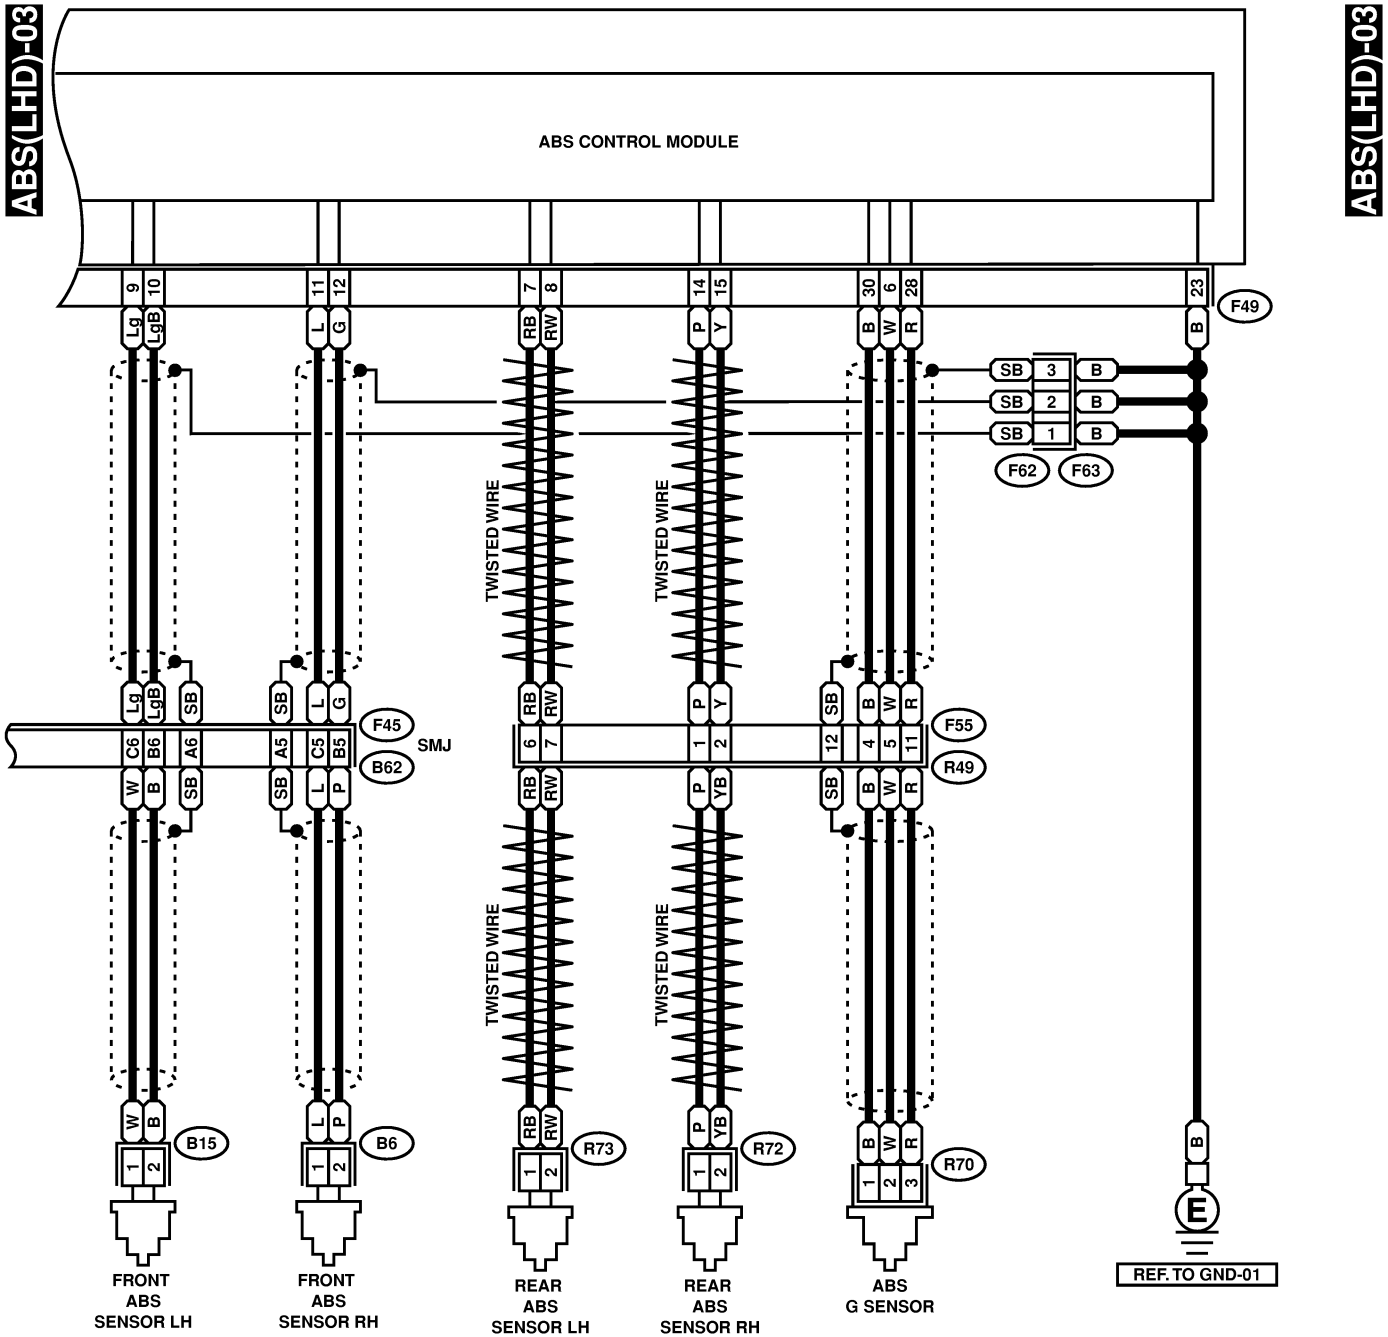 ABS(LHD)-03
ABS(LHD)-03
ABS CONTROL MODULE
9 10 11 12 7 8 14 15 30 6 28 23
F49
Lg LgB L G RB RW P Y B W R B
SB 3 B
SB 2 B
SB 1 B
F62 F63
TWISTED WIRE TWISTED WIRE
Lg LgB SB SB L G RB RW P Y SB B W R
F45 F55
C6 B6 A6 A5 C5 B5 SMJ 6 7 1 2 12 4 5 11
B62 R49
W B SB SB L P RB RW P YB SB B W R
TWISTED WIRE TWISTED WIRE
W B L P RB RW P YB B W R B
B15 B6 R73 R72 R70
1 2 1 2 1 2 1 2 1 2 3
E
REF. TO GND-01
FRONT
ABS
SENSOR LH
FRONT
ABS
SENSOR RH
REAR
ABS
SENSOR LH
REAR
ABS
SENSOR RH
ABS
G SENSOR